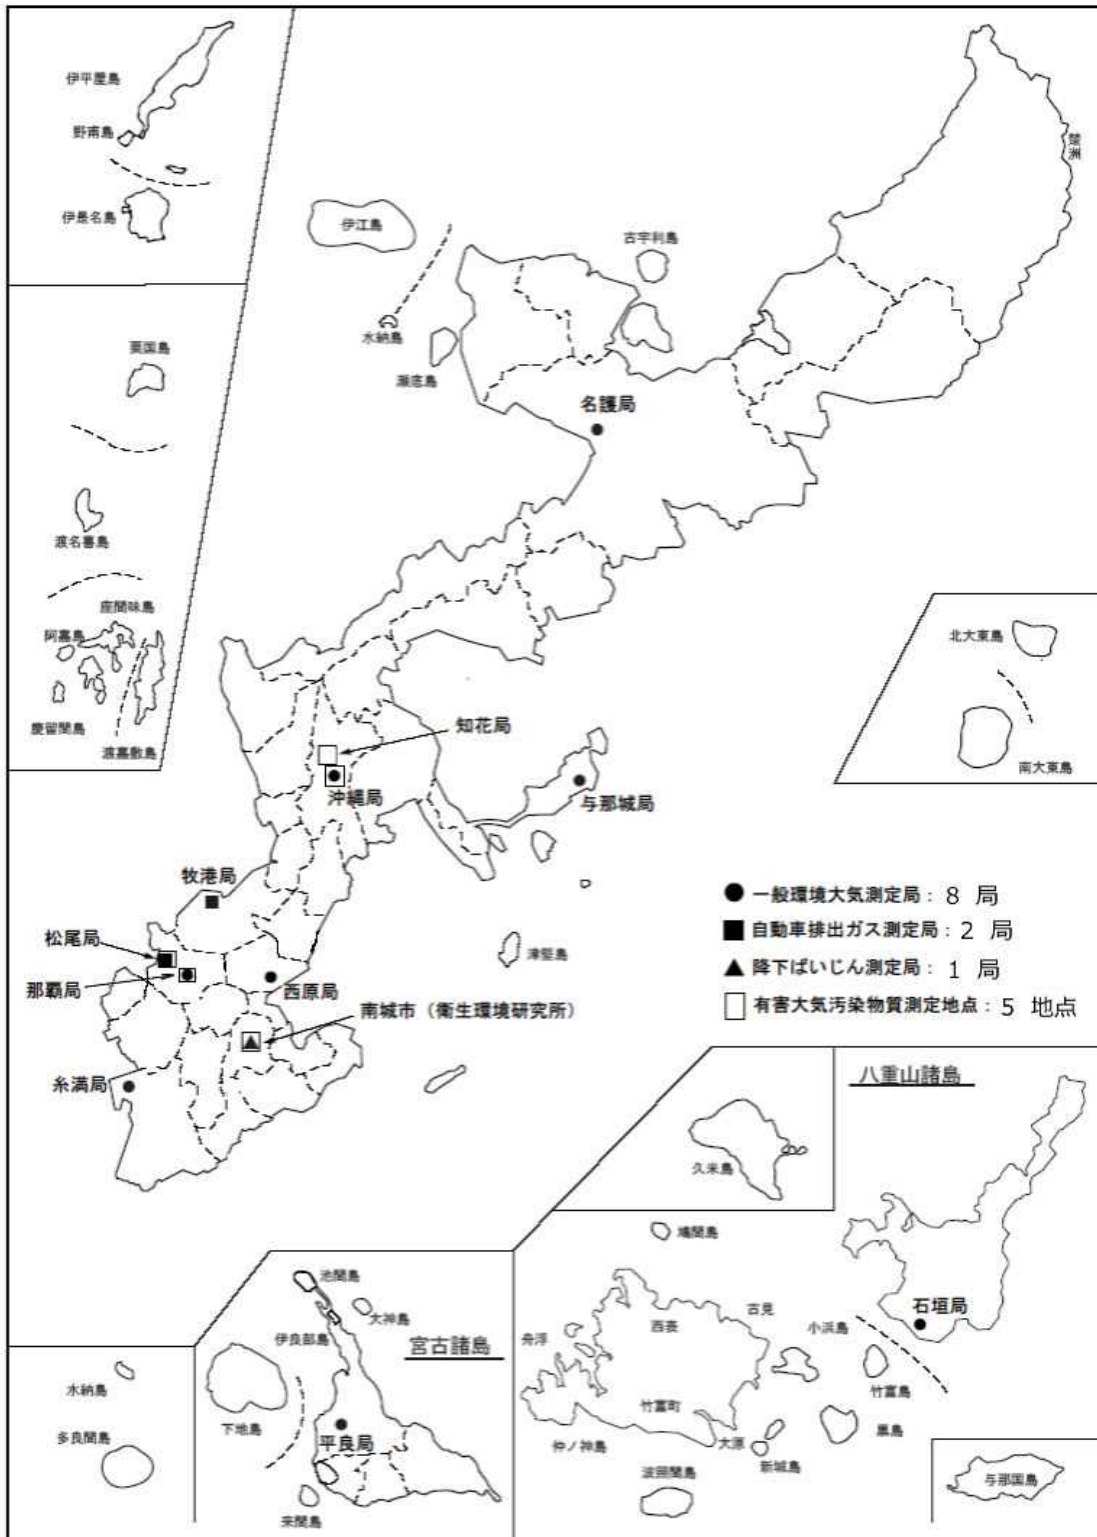 伊平屋島
野甫島
伊是名島
楚洲
伊江島
古宇利島
水納島
瀬底島
名護局
粟国島
渡名喜島
座間味島
阿嘉島
慶留間島
渡嘉敷島
北大東島
南大東島
知花局
沖縄局
与那城局
牧港局
松尾局
那覇局
西原局
津堅島
南城市（衛生環境研究所）
糸満局
● 一般環境大気測定局： 8 局
■ 自動車排出ガス測定局： 2 局
▲ 降下ばいじん測定局： 1 局
□ 有害大気汚染物質測定地点： 5 地点
八重山諸島
久米島
鳩間島
石垣局
古見
西表
小浜島
舟浮
竹富島
竹富町
黒島
大原
仲ノ神島
新城島
波照間島
与那国島
池間島
大神島
伊良部島
宮古諸島
下地島
平良局
来間島
水納島
多良間島